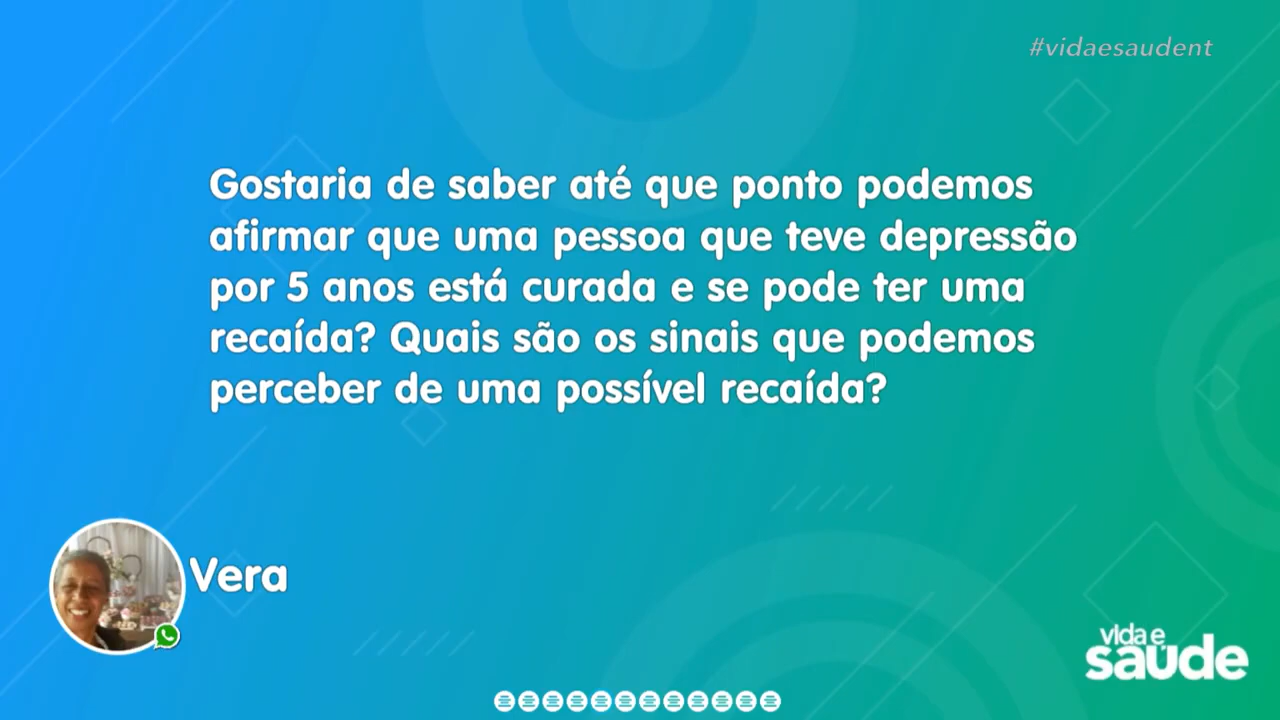 #vidaesaudent
Gostaria de saber até que ponto podemos
afirmar que uma pessoa que teve depressão
por 5 anos está curada e se pode ter uma
recaída? Quais são os sinais que podemos
perceber de uma possível recaída?
Vera
vida e
saúde